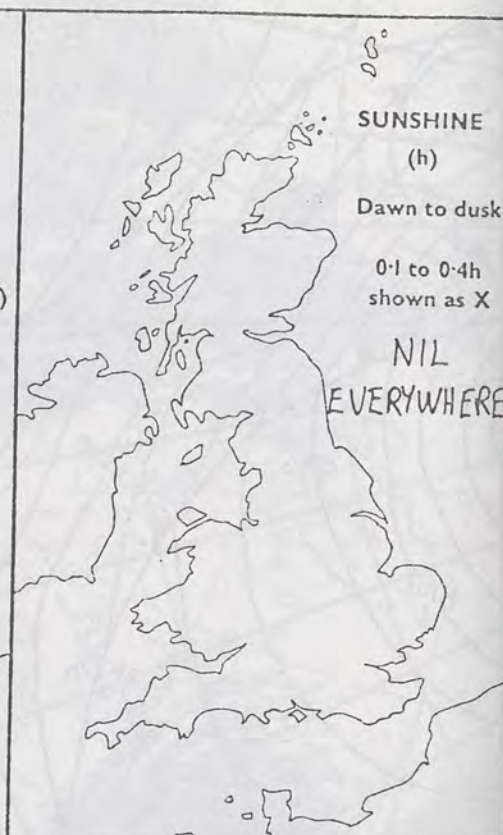 SUNSHINE
(h)
Dawn to dusk
0·1 to 0·4h
shown as X
NIL
EVERYWHERE
)